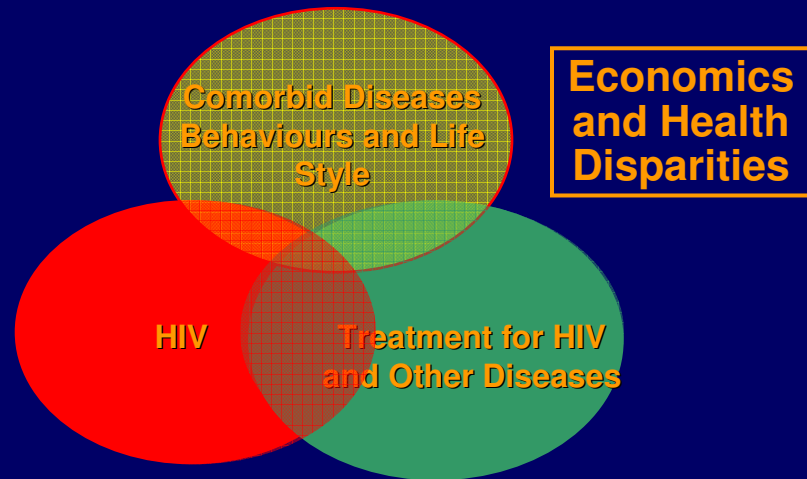 Comorbid Diseases
Behaviours and Life
Style
Economics
and Health
Disparities
HIV
Treatment for HIV
and Other Diseases